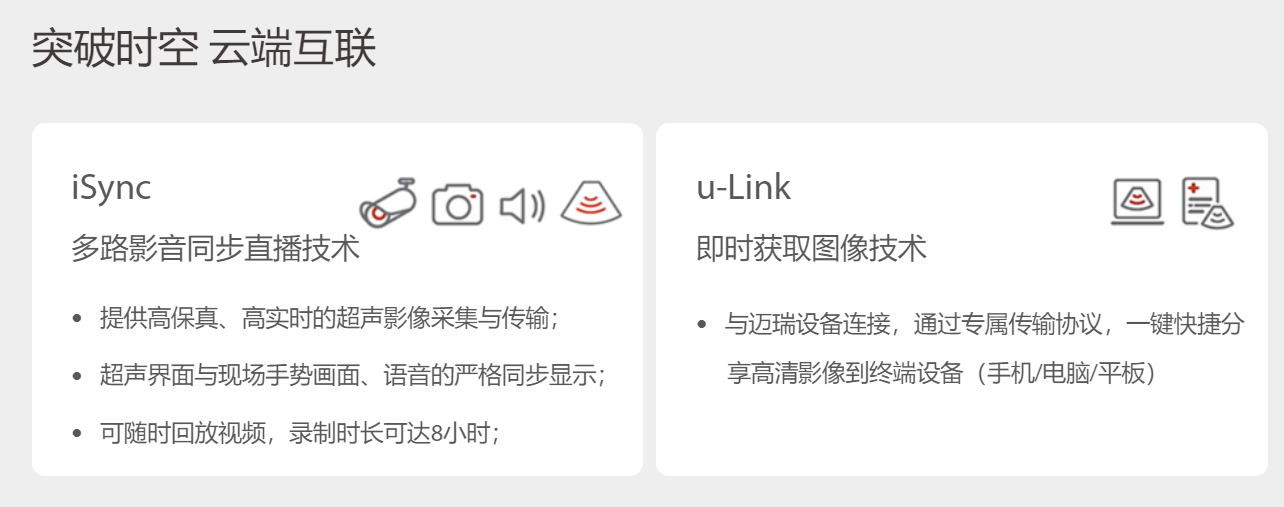 突破时空 云端互联
iSync
多路影音同步直播技术
• 提供高保真、高实时的超声影像采集与传输；
• 超声界面与现场手势画面、语音的严格同步显示；
• 可随时回放视频，录制时长可达8小时；
u-Link
即时获取图像技术
• 与迈瑞设备连接，通过专属传输协议，一键快捷分
享高清影像到终端设备（手机/电脑/平板）